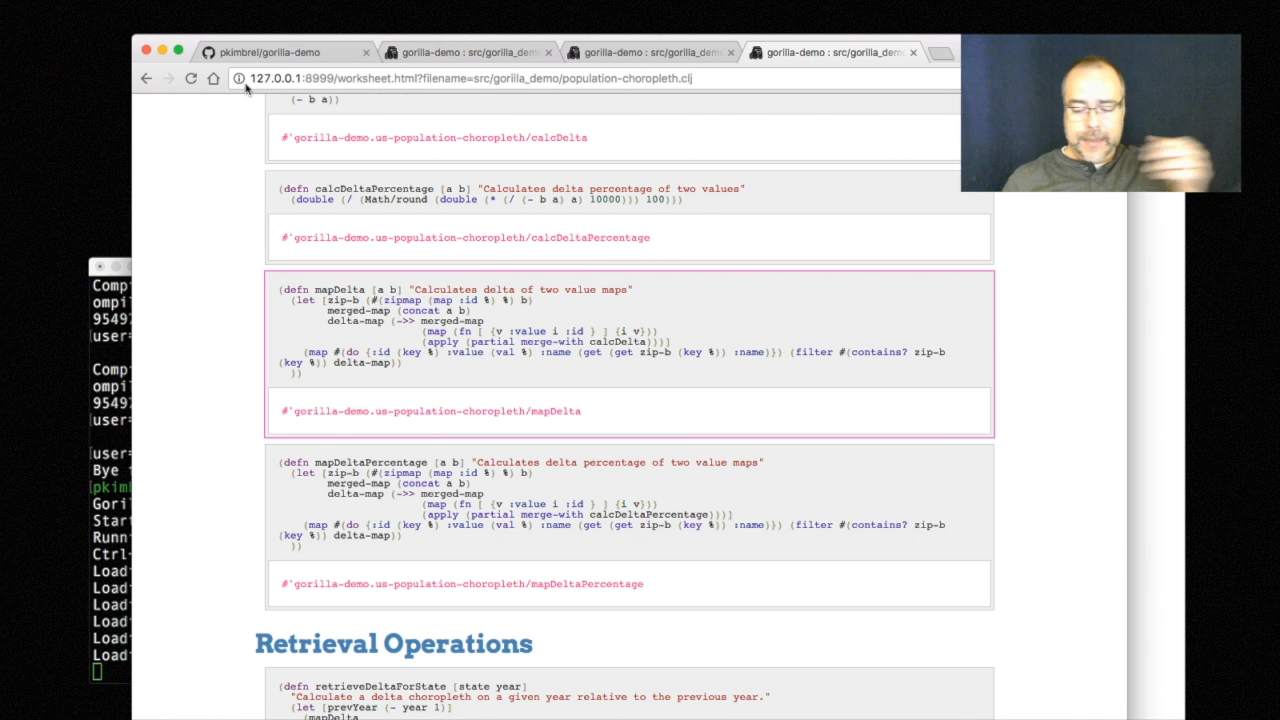 pkimbrel/gorilla-demo
gorilla-demo : src/gorilla_demo
gorilla-demo : src/gorilla_demo
gorilla-demo : src/gorilla_demo
127.0.0.1:8999/worksheet.html?filename=src/gorilla_demo/population-choropleth.clj
(- b a))
#'gorilla-demo.us-population-choropleth/calcDelta
(defn calcDeltaPercentage [a b] "Calculates delta percentage of two values"
(double (/ (Math/round (double (* (/ (- b a) a) 10000))) 100)))
#'gorilla-demo.us-population-choropleth/calcDeltaPercentage
(defn mapDelta [a b] "Calculates delta of two value maps"
(let [zip-b (#(zipmap (map :id %) %) b)
merged-map (concat a b)
delta-map (->> merged-map
(map (fn [ {v :value i :id } ] {i v}))
(apply (partial merge-with calcDelta)))]
(map #(do {:id (key %) :value (val %) :name (get (get zip-b (key %)) :name)}) (filter #(contains? zip-b
(key %)) delta-map))
))
#'gorilla-demo.us-population-choropleth/mapDelta
(defn mapDeltaPercentage [a b] "Calculates delta percentage of two value maps"
(let [zip-b (#(zipmap (map :id %) %) b)
merged-map (concat a b)
delta-map (->> merged-map
(map (fn [ {v :value i :id } ] {i v}))
(apply (partial merge-with calcDeltaPercentage)))]
(map #(do {:id (key %) :value (val %) :name (get (get zip-b (key %)) :name)}) (filter #(contains? zip-b
(key %)) delta-map))
))
#'gorilla-demo.us-population-choropleth/mapDeltaPercentage
Retrieval Operations
(defn retrieveDeltaForState [state year]
"Calculate a delta choropleth on a given year relative to the previous year."
(let [prevYear (- year 1)]
(mapDelta
Comp
ompil
95497
user=
Comp
ompil
95497
user=
user=
Bye
pkimb
Goril
Start
Runni
Ctrl-
Load
Load
Load
Load
Load
Load